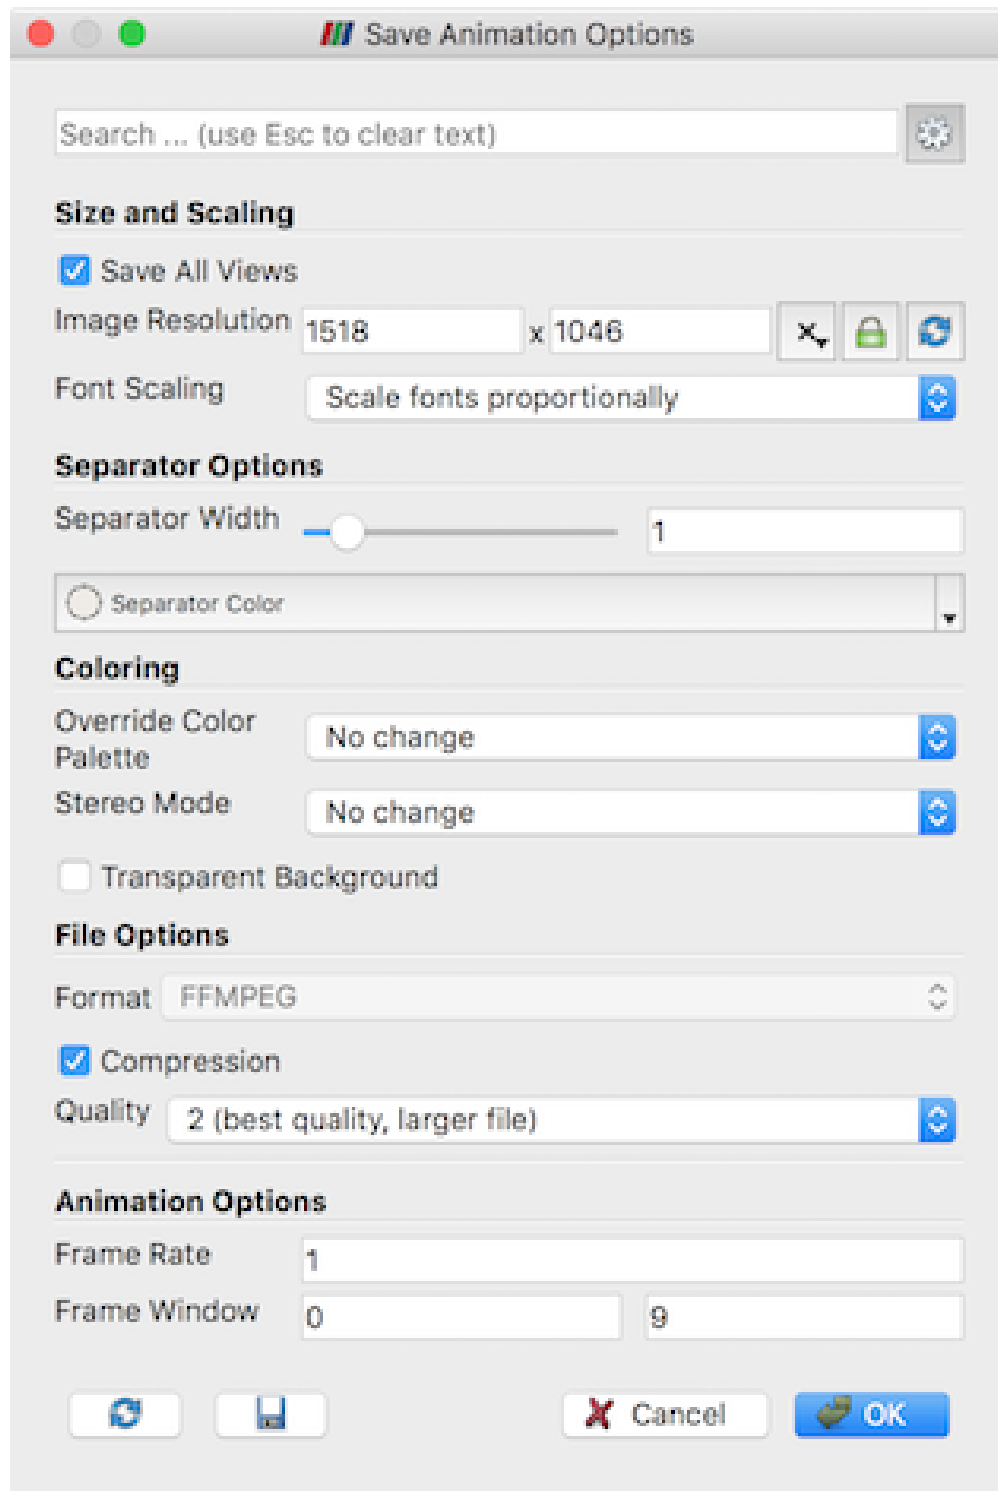 Save Animation Options
Search ... (use Esc to clear text)
Size and Scaling
Save All Views
Image Resolution 1518 x 1046
Font Scaling Scale fonts proportionally
Separator Options
Separator Width 1
Separator Color
Coloring
Override Color
Palette
No change
Stereo Mode No change
Transparent Background
File Options
Format FFMPEG
Compression
Quality 2 (best quality, larger file)
Animation Options
Frame Rate 1
Frame Window 0 9
Cancel OK